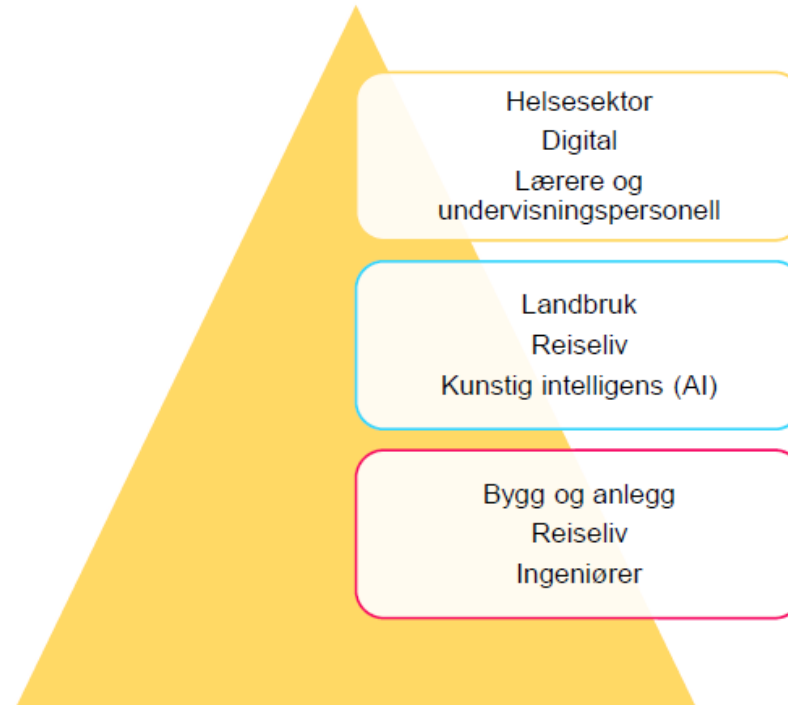 Helsesektor
Digital
Lærere og
undervisningspersonell
Landbruk
Reiseliv
Kunstig intelligens (AI)
Bygg og anlegg
Reiseliv
Ingeniører